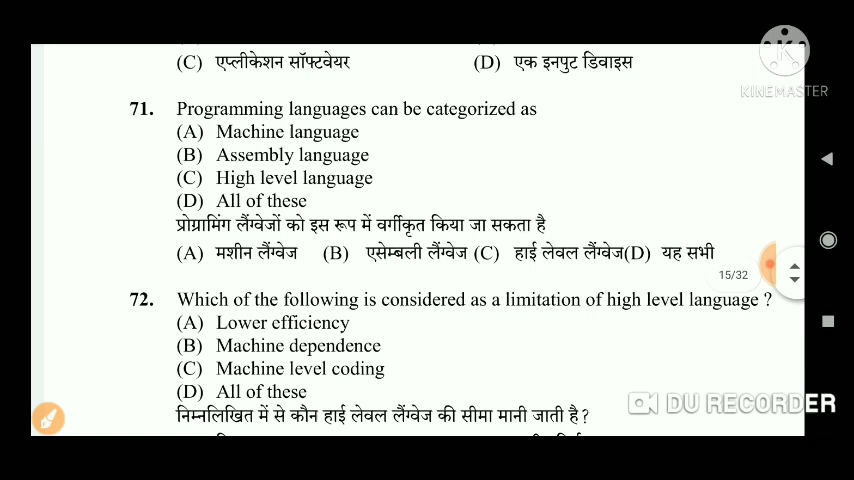 (C) एप्लीकेशन सॉफ्टवेयर (D) एक इनपुट डिवाइस
KINEMASTER
71. Programming languages can be categorized as
(A) Machine language
(B) Assembly language
(C) High level language
(D) All of these
प्रोग्रामिंग लैंग्वेजों को इस रूप में वर्गीकृत किया जा सकता है
(A) मशीन लैंग्वेज (B) एसेम्बली लैंग्वेज (C) हाई लेवल लैंग्वेज(D) यह सभी
15/32
72. Which of the following is considered as a limitation of high level language ?
(A) Lower efficiency
(B) Machine dependence
(C) Machine level coding
(D) All of these
DU RECORDER
निम्नलिखित में से कौन हाई लेवल लैंग्वेज की सीमा मानी जाती है?